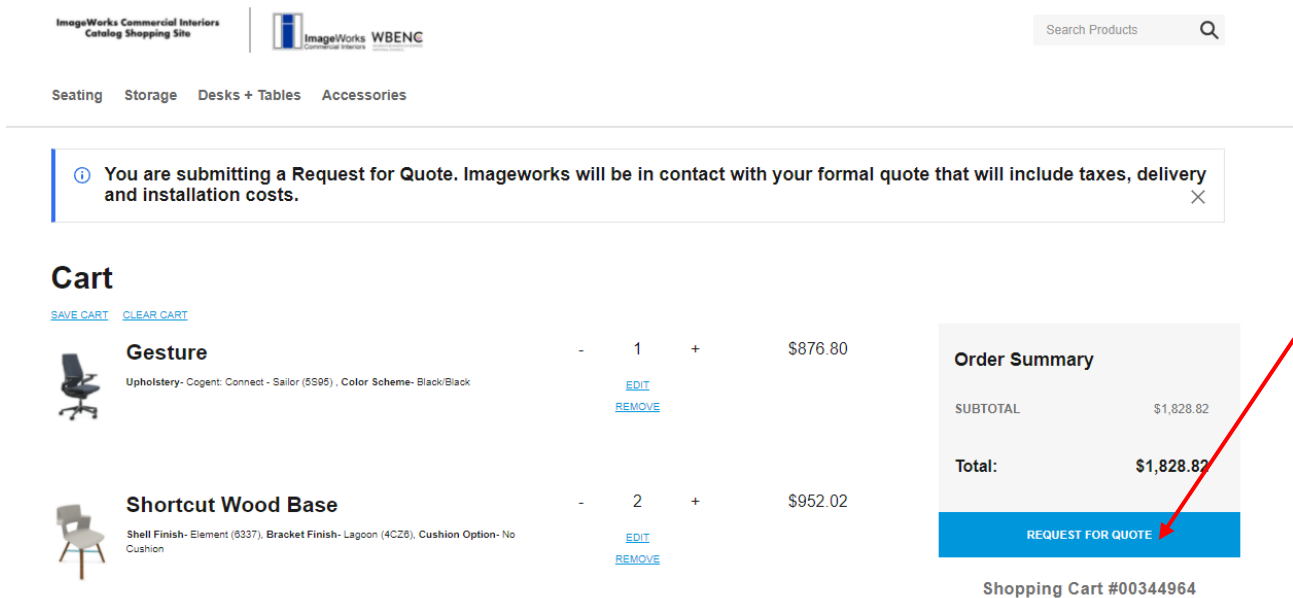 ImageWorks Commercial Interiors
Catalog Shopping Site
ImageWorks
Commercial Interiors
WBENC
Search Products
Seating Storage Desks + Tables Accessories
You are submitting a Request for Quote. Imageworks will be in contact with your formal quote that will include taxes, delivery
and installation costs.
Cart
SAVE CART CLEAR CART
Gesture - 1 + $876.80
Upholstery- Cogent: Connect - Sailor (5S95) , Color Scheme- Black/Black
EDIT
REMOVE
Shortcut Wood Base - 2 + $952.02
Shell Finish- Element (6337), Bracket Finish- Lagoon (4CZ6), Cushion Option- No
Cushion
EDIT
REMOVE
Order Summary
SUBTOTAL $1,828.82
Total: $1,828.82
REQUEST FOR QUOTE
Shopping Cart #00344964